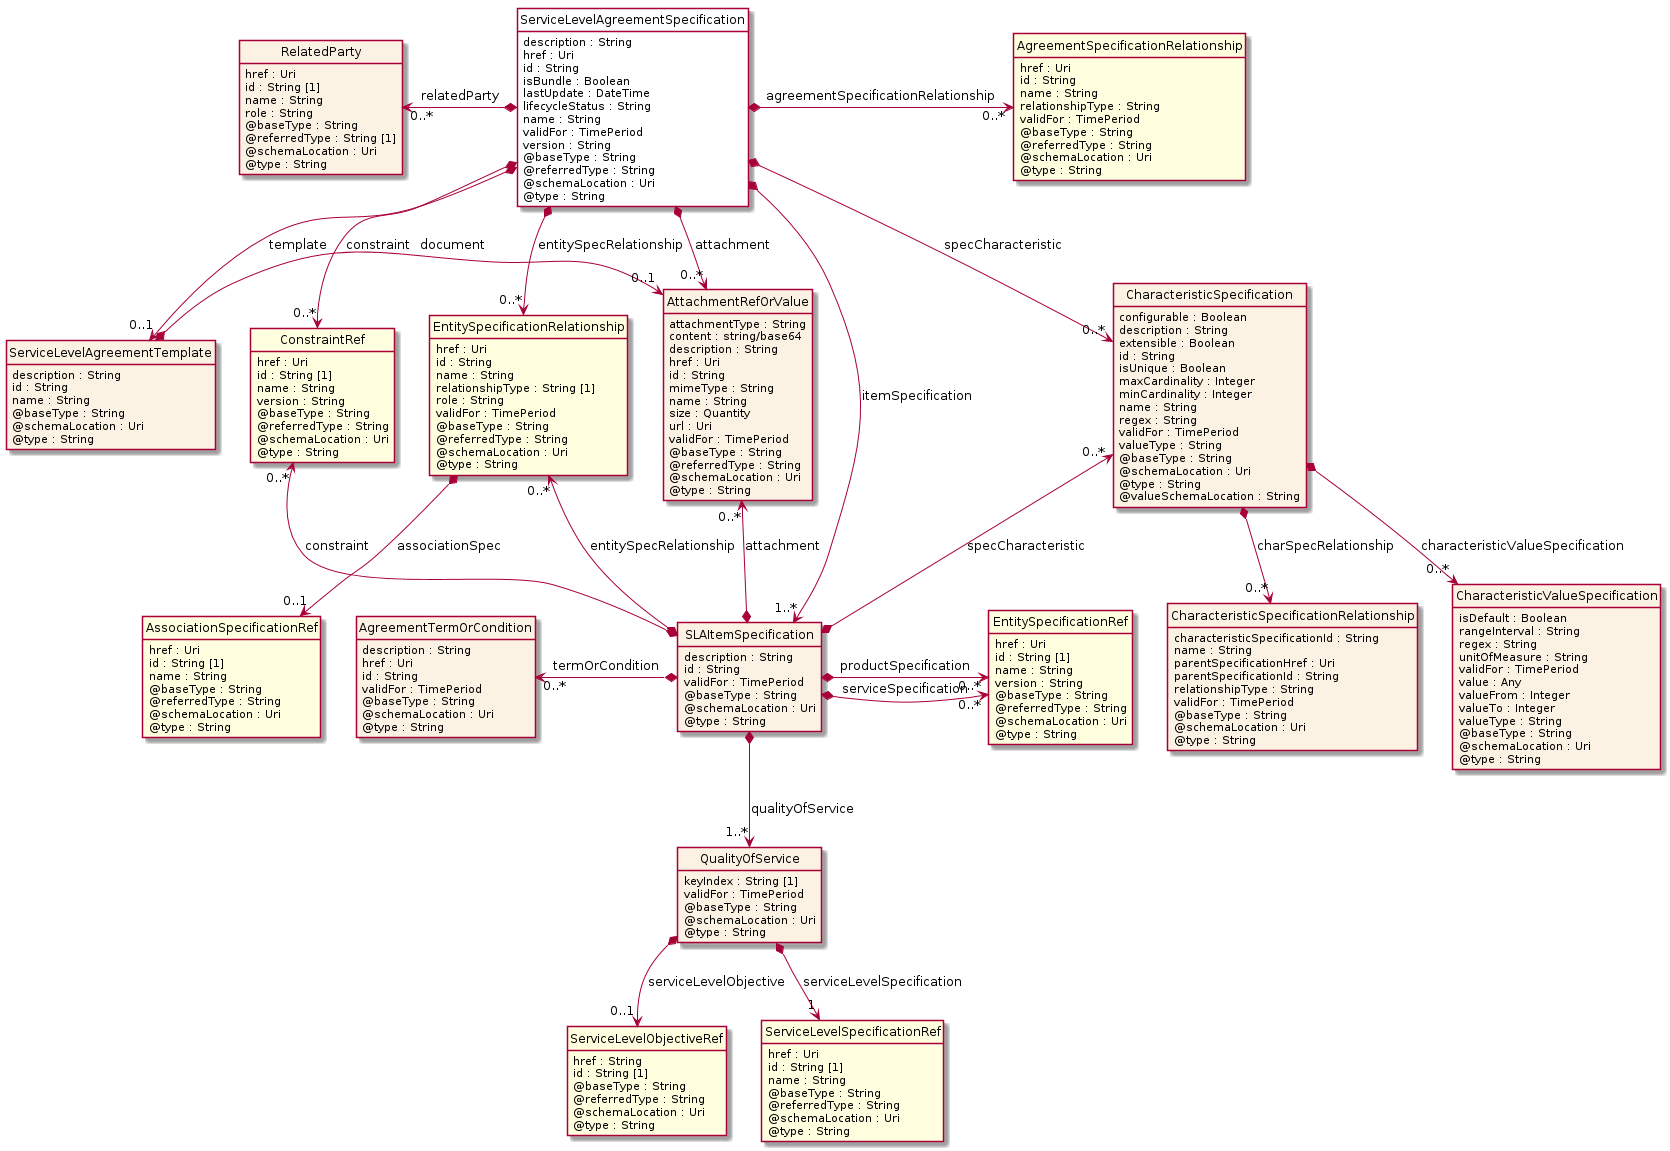 ServiceLevelAgreementSpecification
description : String
href : Uri
id : String
isBundle : Boolean
lastUpdate : DateTime
lifecycleStatus : String
name : String
validFor : TimePeriod
version : String
@baseType : String
@referredType : String
@schemaLocation : Uri
@type : String
RelatedParty
href : Uri
id : String [1]
name : String
role : String
@baseType : String
@referredType : String [1]
@schemaLocation : Uri
@type : String
relatedParty
0..*
AgreementSpecificationRelationship
href : Uri
id : String
name : String
relationshipType : String
validFor : TimePeriod
@baseType : String
@referredType : String
@schemaLocation : Uri
@type : String
agreementSpecificationRelationship
0..*
template
0..1
constraint
0..*
document
0..1
entitySpecRelationship
0..*
attachment
0..*
itemSpecification
1..*
specCharacteristic
0..*
ServiceLevelAgreementTemplate
description : String
id : String
name : String
@baseType : String
@schemaLocation : Uri
@type : String
ConstraintRef
href : Uri
id : String [1]
name : String
version : String
@baseType : String
@referredType : String
@schemaLocation : Uri
@type : String
EntitySpecificationRelationship
href : Uri
id : String
name : String
relationshipType : String [1]
role : String
validFor : TimePeriod
@baseType : String
@referredType : String
@schemaLocation : Uri
@type : String
AttachmentRefOrValue
attachmentType : String
content : string/base64
description : String
href : Uri
id : String
mimeType : String
name : String
size : Quantity
url : Uri
validFor : TimePeriod
@baseType : String
@referredType : String
@schemaLocation : Uri
@type : String
CharacteristicSpecification
configurable : Boolean
description : String
extensible : Boolean
id : String
isUnique : Boolean
maxCardinality : Integer
minCardinality : Integer
name : String
regex : String
validFor : TimePeriod
valueType : String
@baseType : String
@schemaLocation : Uri
@type : String
@valueSchemaLocation : String
0..*
constraint
associationSpec
0..1
0..*
entitySpecRelationship
0..*
attachment
0..*
specCharacteristic
charSpecRelationship
0..*
characteristicValueSpecification
0..*
AssociationSpecificationRef
href : Uri
id : String [1]
name : String
@baseType : String
@referredType : String
@schemaLocation : Uri
@type : String
AgreementTermOrCondition
description : String
href : Uri
id : String
validFor : TimePeriod
@baseType : String
@schemaLocation : Uri
@type : String
termOrCondition
0..*
SLAItemSpecification
description : String
id : String
validFor : TimePeriod
@baseType : String
@schemaLocation : Uri
@type : String
productSpecification
0..*
serviceSpecification
0..*
EntitySpecificationRef
href : Uri
id : String [1]
name : String
version : String
@baseType : String
@referredType : String
@schemaLocation : Uri
@type : String
CharacteristicSpecificationRelationship
characteristicSpecificationId : String
name : String
parentSpecificationHref : Uri
parentSpecificationId : String
relationshipType : String
validFor : TimePeriod
@baseType : String
@schemaLocation : Uri
@type : String
CharacteristicValueSpecification
isDefault : Boolean
rangeInterval : String
regex : String
unitOfMeasure : String
validFor : TimePeriod
value : Any
valueFrom : Integer
valueTo : Integer
valueType : String
@baseType : String
@schemaLocation : Uri
@type : String
qualityOfService
1..*
QualityOfService
keyIndex : String [1]
validFor : TimePeriod
@baseType : String
@schemaLocation : Uri
@type : String
serviceLevelObjective
0..1
serviceLevelSpecification
1
ServiceLevelObjectiveRef
href : String
id : String [1]
@baseType : String
@referredType : String
@schemaLocation : Uri
@type : String
ServiceLevelSpecificationRef
href : Uri
id : String [1]
name : String
@baseType : String
@referredType : String
@schemaLocation : Uri
@type : String